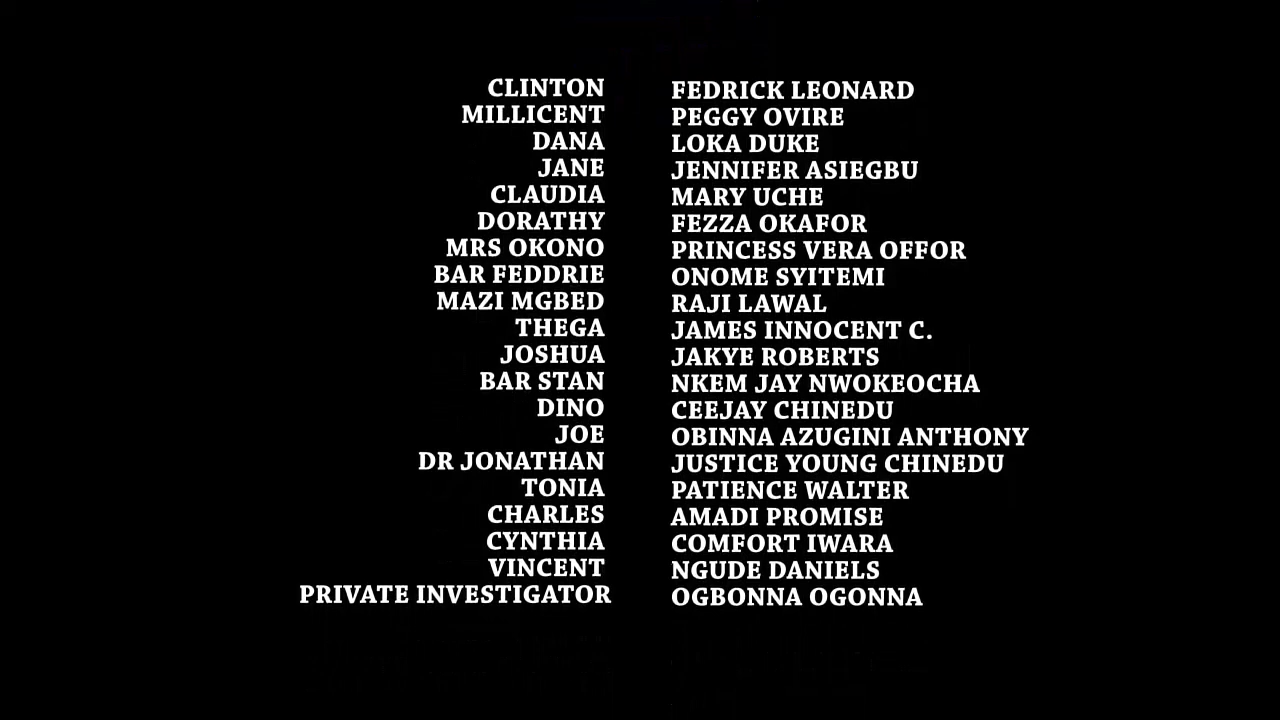 CLINTON FEDRICK LEONARD
MILLICENT PEGGY OVIRE
DANA LOKA DUKE
JANE JENNIFER ASIEGBU
CLAUDIA MARY UCHE
DORATHY FEZZA OKAFOR
MRS OKONO PRINCESS VERA OFFOR
BAR FEDDRIE ONOME SYITEMI
MAZI MGBED RAJI LAWAL
THEGA JAMES INNOCENT C.
JOSHUA JAKYE ROBERTS
BAR STAN NKEM JAY NWOKEOCHA
DINO CEEJAY CHINEDU
JOE OBINNA AZUGINI ANTHONY
DR JONATHAN JUSTICE YOUNG CHINEDU
TONIA PATIENCE WALTER
CHARLES AMADI PROMISE
CYNTHIA COMFORT IWARA
VINCENT NGUDE DANIELS
PRIVATE INVESTIGATOR OGBONNA OGONNA